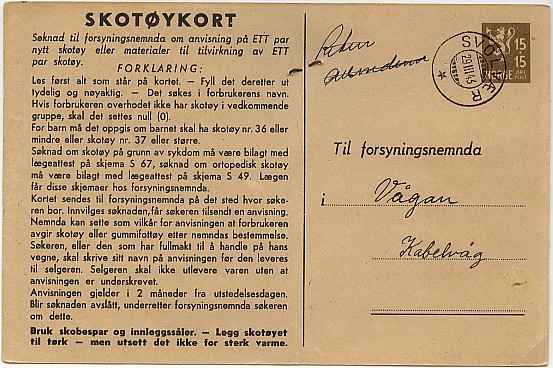 SKOTØYKORT
Søknad til forsyningsnemnda om anvisning på ETT par
nytt skotøy eller materialer til tilvirkning av ETT
par skotøy.
FORKLARING:
Les først alt som står på kortet. — Fyll det deretter ut
tydelig og nøyaktig. — Det søkes i forbrukerens navn.
Hvis forbrukeren overhodet ikke har skotøy i vedkommende
gruppe, skal det settes null (0).
For barn må det oppgis om barnet skal ha skotøy nr. 36 eller
mindre eller skotøy nr. 37 eller større.
Søknad om skotøy på grunn av sykdom må være bilagt med
lægeattest på skjema S 67, søknad om ortopedisk skotøy
må være bilagt med lægeattest på skjema S 49. Lægen
får disse skjemaer hos forsyningsnemnda.
Kortet sendes til forsyningsnemnda på det sted hvor søke-
ren bor. Innvilges søknaden, får søkeren tilsendt en anvisning.
Nemnda kan sette som vilkår for anvisningen at forbrukeren
avgir skotøy eller gummifottøy etter nemndas bestemmelse.
Søkeren, eller den som har fullmakt til å handle på hans
vegne, skal skrive sitt navn på anvisningen før den leveres
til selgeren. Selgeren skal ikke utlevere varen uten at
anvisningen er underskrevet.
Anvisningen gjelder i 2 måneder fra utstedelsesdagen.
Blir søknaden avslått, underretter forsyningsnemnda søkeren
om dette.
Bruk skobespar og innleggssåler. — Legg skotøyet
til tørk — men utsett det ikke for sterk varme.
Retur
SVOLVÆR
29.III.43
15 15
15
NORGE ØRE
POST
Til forsyningsnemnda
i Vågan
Kabelvåg